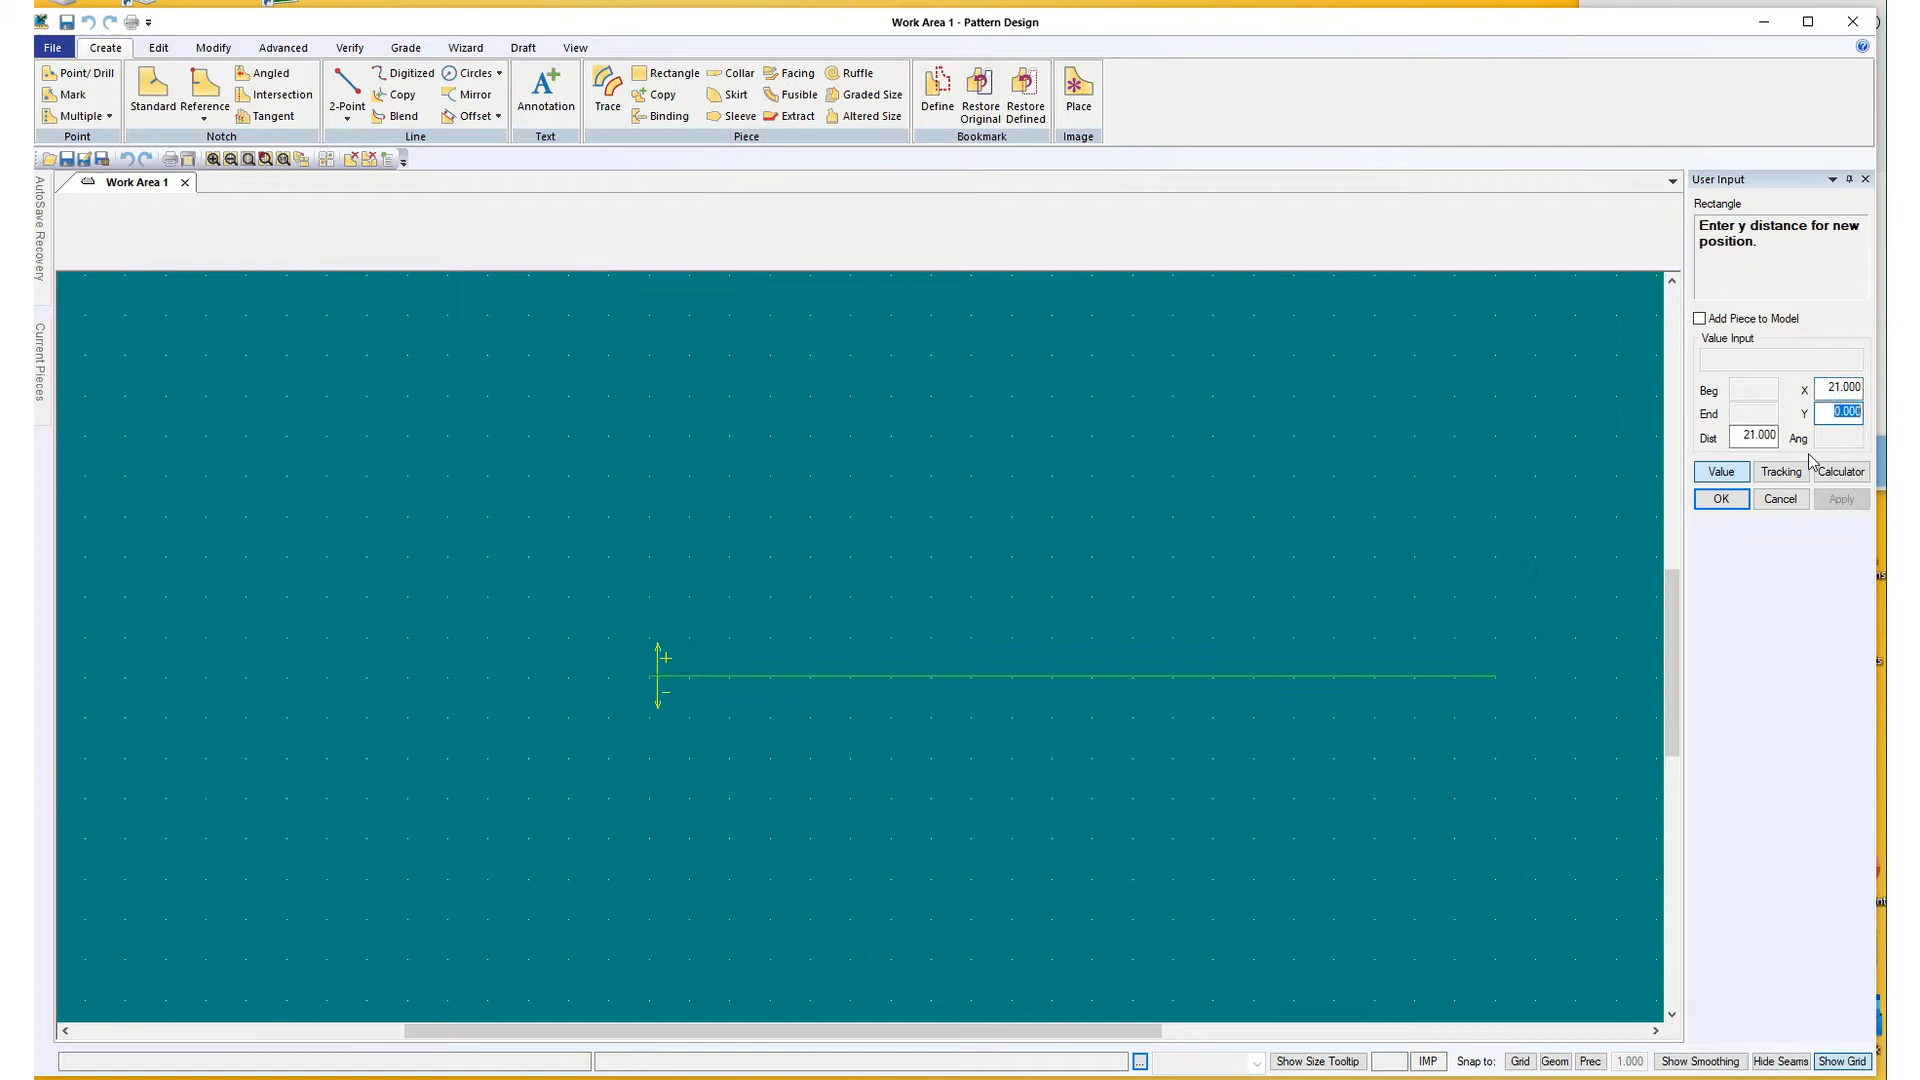 Work Area 1 - Pattern Design
File Create Edit Modify Advanced Verify Grade Wizard Draft View
Point/ Drill
Mark
Multiple
Point
Standard Reference
Angled
Intersection
Tangent
Notch
2-Point
Digitized Circles
Copy Mirror
Blend Offset
Line
Annotation
Text
Trace
Rectangle Collar Facing Ruffle
Copy Skirt Fusible Graded Size
Binding Sleeve Extract Altered Size
Piece
Define
Restore Original
Restore Defined
Bookmark
Place
Image
Work Area 1
AutoSave Recovery
Current Pieces
User Input
Rectangle
Enter y distance for new
position.
Add Piece to Model
Value Input
Beg X 21.000
End Y 0.000
Dist 21.000 Ang
Value Tracking Calculator
OK Cancel Apply
+
−
... Show Size Tooltip IMP Snap to: Grid Geom Prec 1.000 Show Smoothing Hide Seams Show Grid